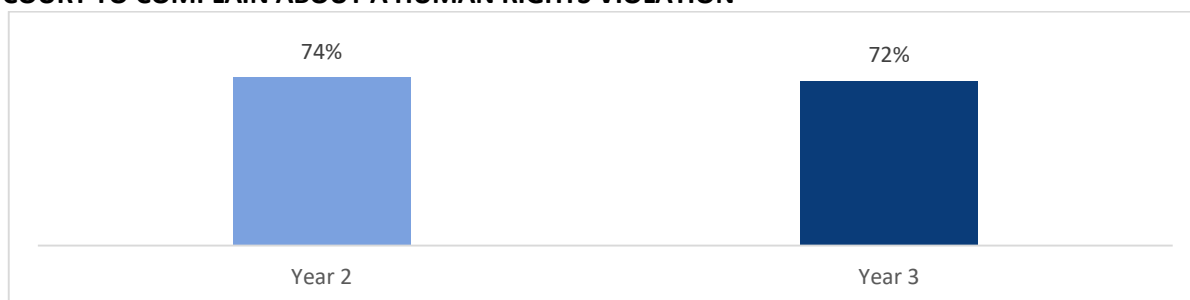 COURT TO COMPLAIN ABOUT A HUMAN RIGHTS VIOLATION
74%
72%
Year 2
Year 3